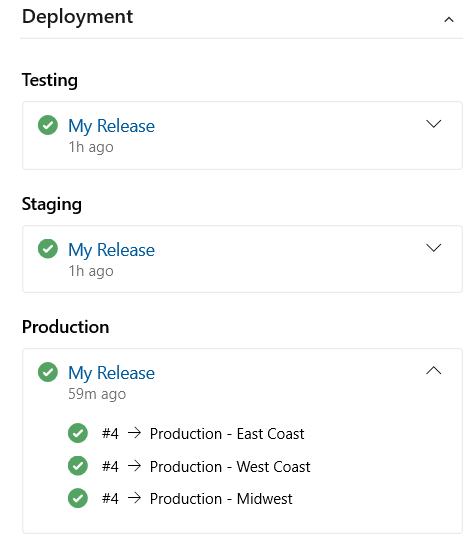 Deployment
Testing
My Release
1h ago
Staging
My Release
1h ago
Production
My Release
59m ago
#4 → Production - East Coast
#4 → Production - West Coast
#4 → Production - Midwest